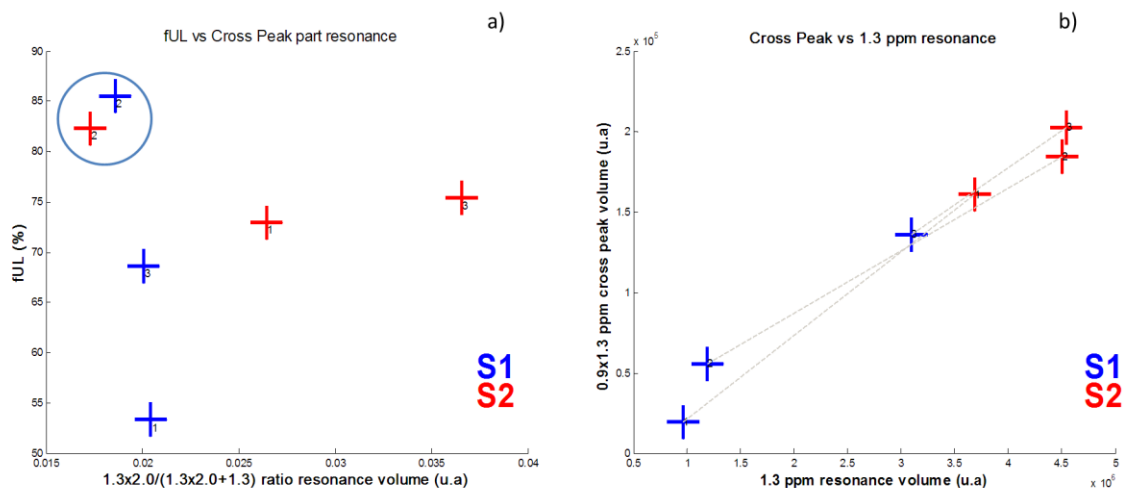 a)
fUL vs Cross Peak part resonance
90
85
80
75
70
65
60
55
50
fUL (%)
2
2
3
1
3
1
S1
S2
0.015
0.02
0.025
0.03
0.035
0.04
1.3x2.0/(1.3x2.0+1.3) ratio resonance volume (u.a)
b)
Cross Peak vs 1.3 ppm resonance
x 10⁵
2.5
2
1.5
1
0.5
0
0.9x1.3 ppm cross peak volume (u.a)
S1
S2
0.5
1
1.5
2
2.5
3
3.5
4
4.5
5
1.3 ppm resonance volume (u.a)
x 10⁶